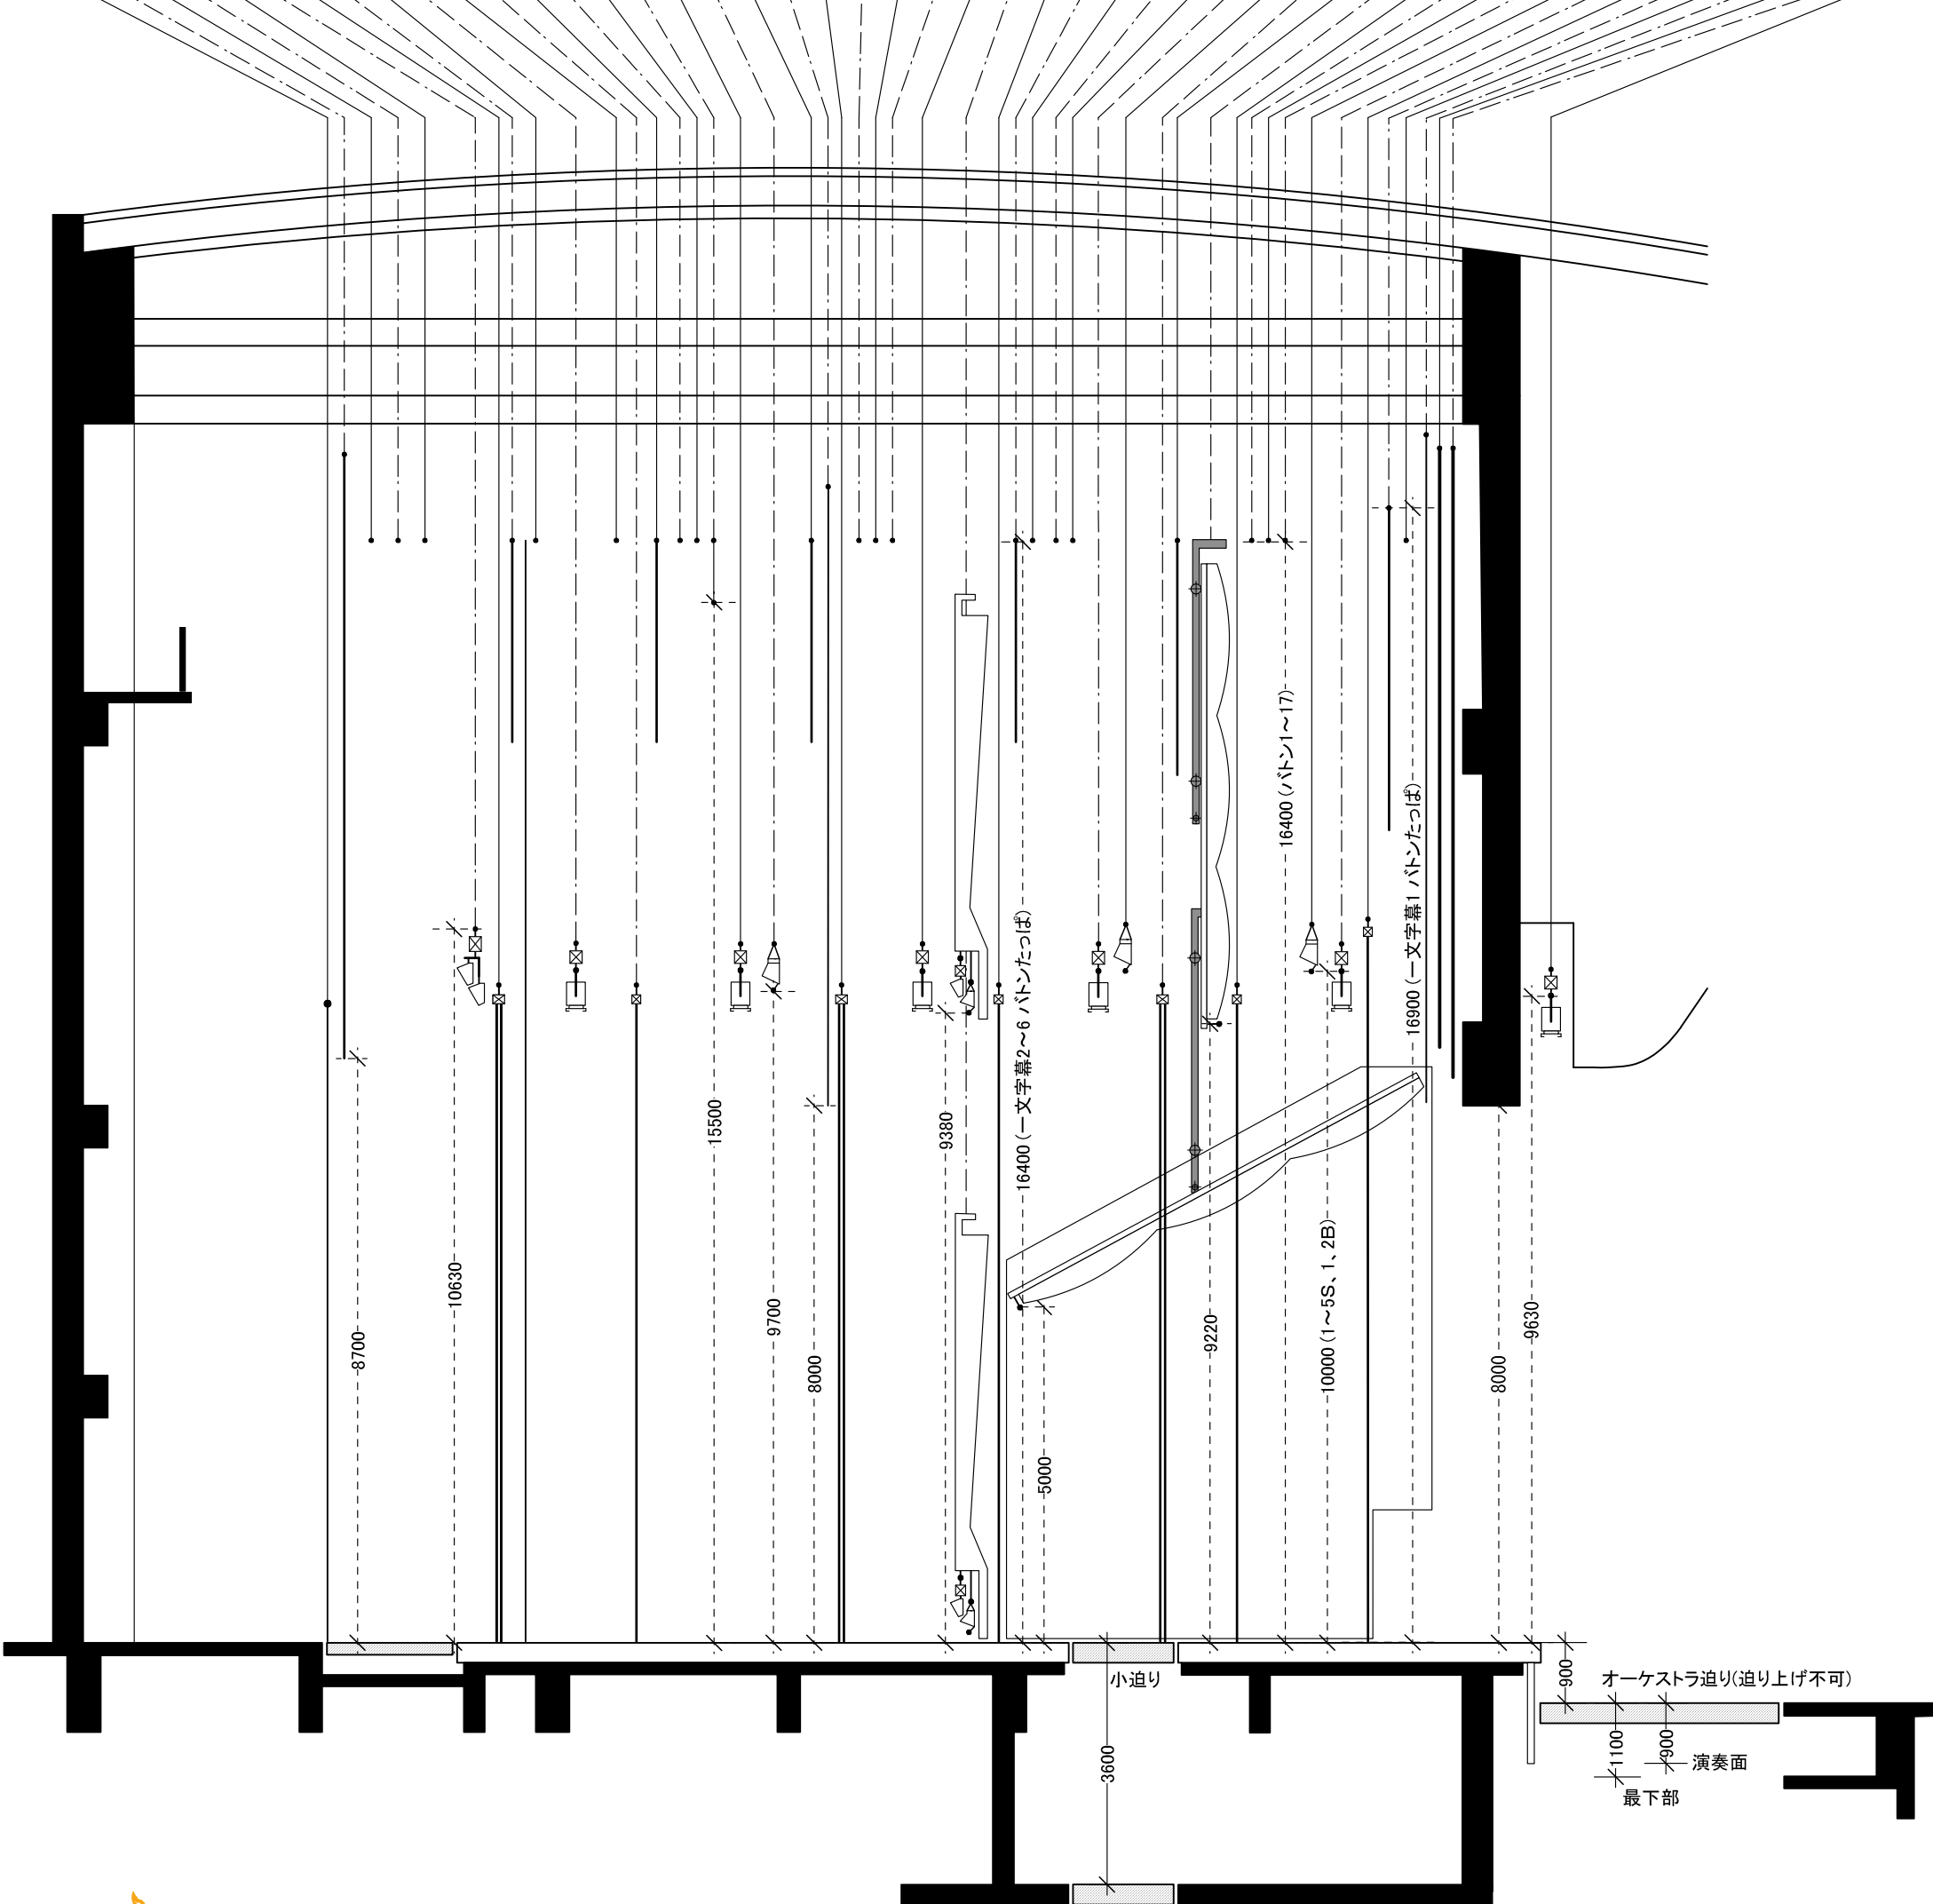 16400 (バトン1～17)
16900 (一文字幕1 バトンたっぱ)
16400 (一文字幕2～6 バトンたっぱ)
15500
9380
10630
8700
9700
8000
5000
9220
10000 (1～5S、1、2B)
8000
9630
小迫り
900
オーケストラ迫り(迫り上げ不可)
3600
1100
900
演奏面
最下部